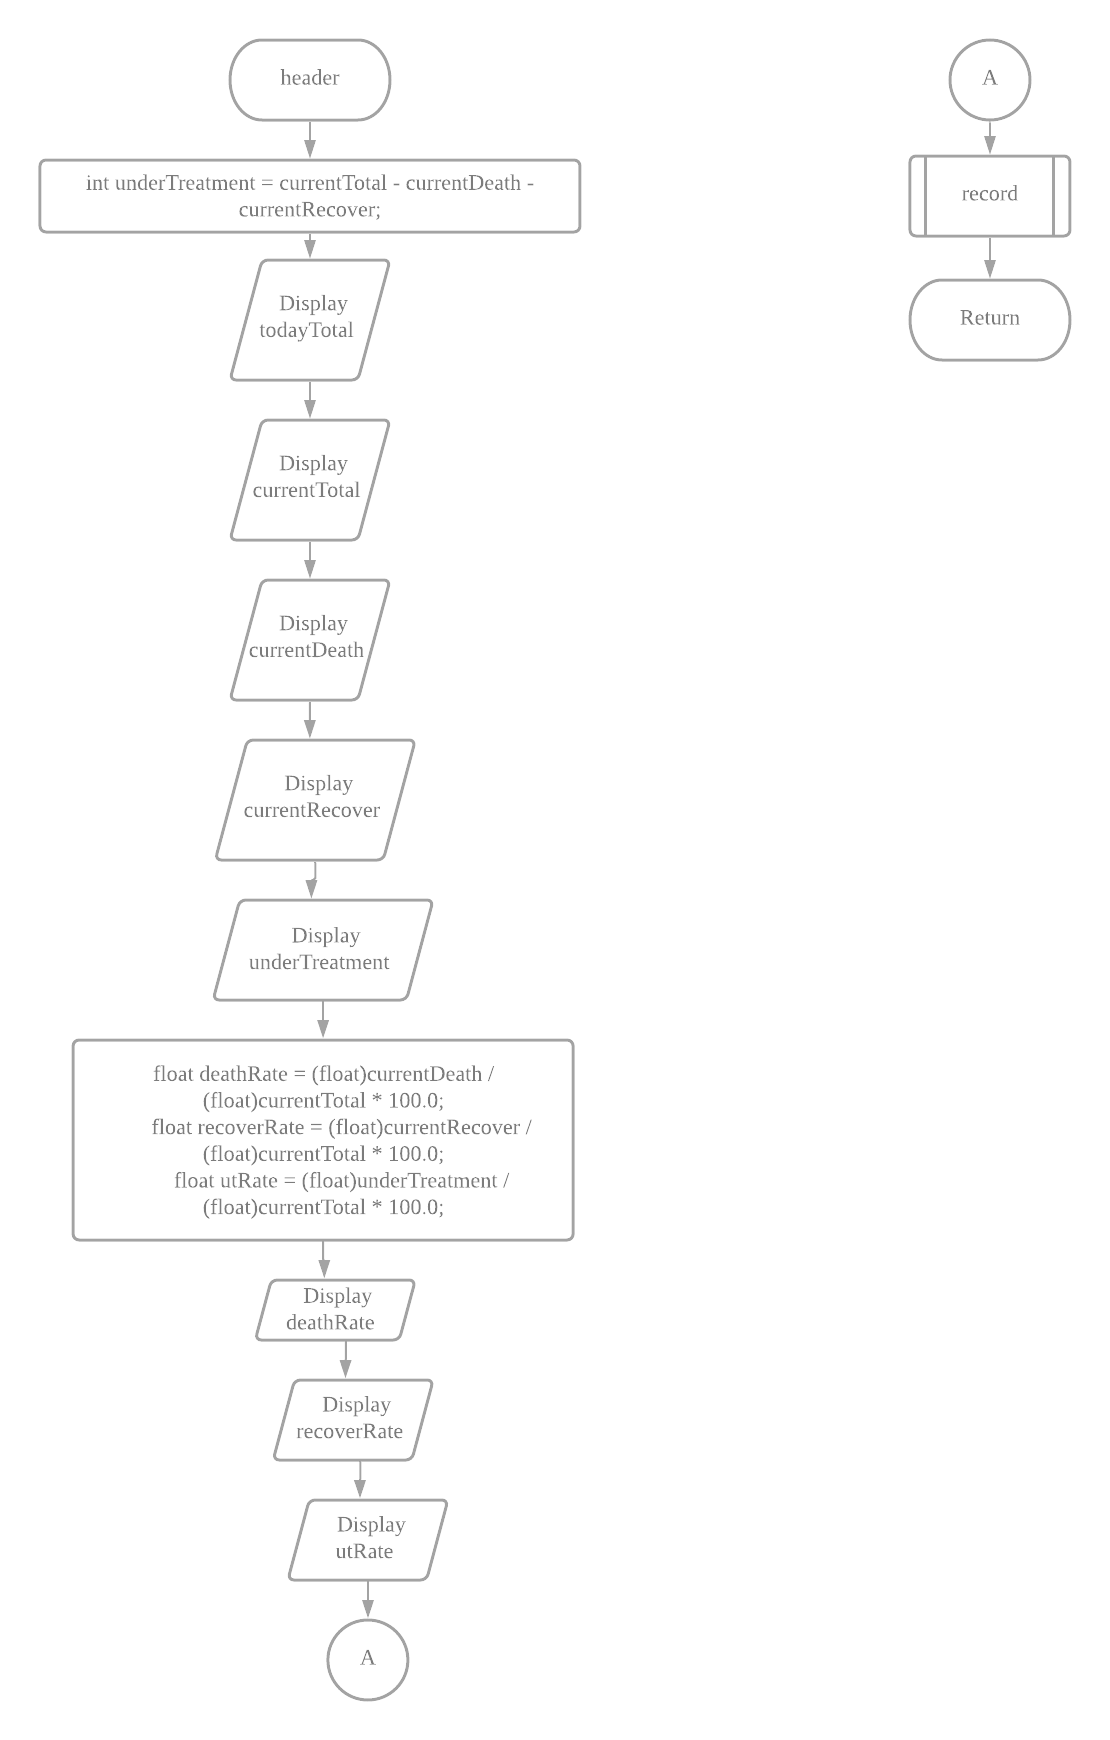 header
int underTreatment = currentTotal - currentDeath -
currentRecover;
Display
todayTotal
Display
currentTotal
Display
currentDeath
Display
currentRecover
Display
underTreatment
float deathRate = (float)currentDeath /
(float)currentTotal * 100.0;
float recoverRate = (float)currentRecover /
(float)currentTotal * 100.0;
float utRate = (float)underTreatment /
(float)currentTotal * 100.0;
Display
deathRate
Display
recoverRate
Display
utRate
A
A
record
Return